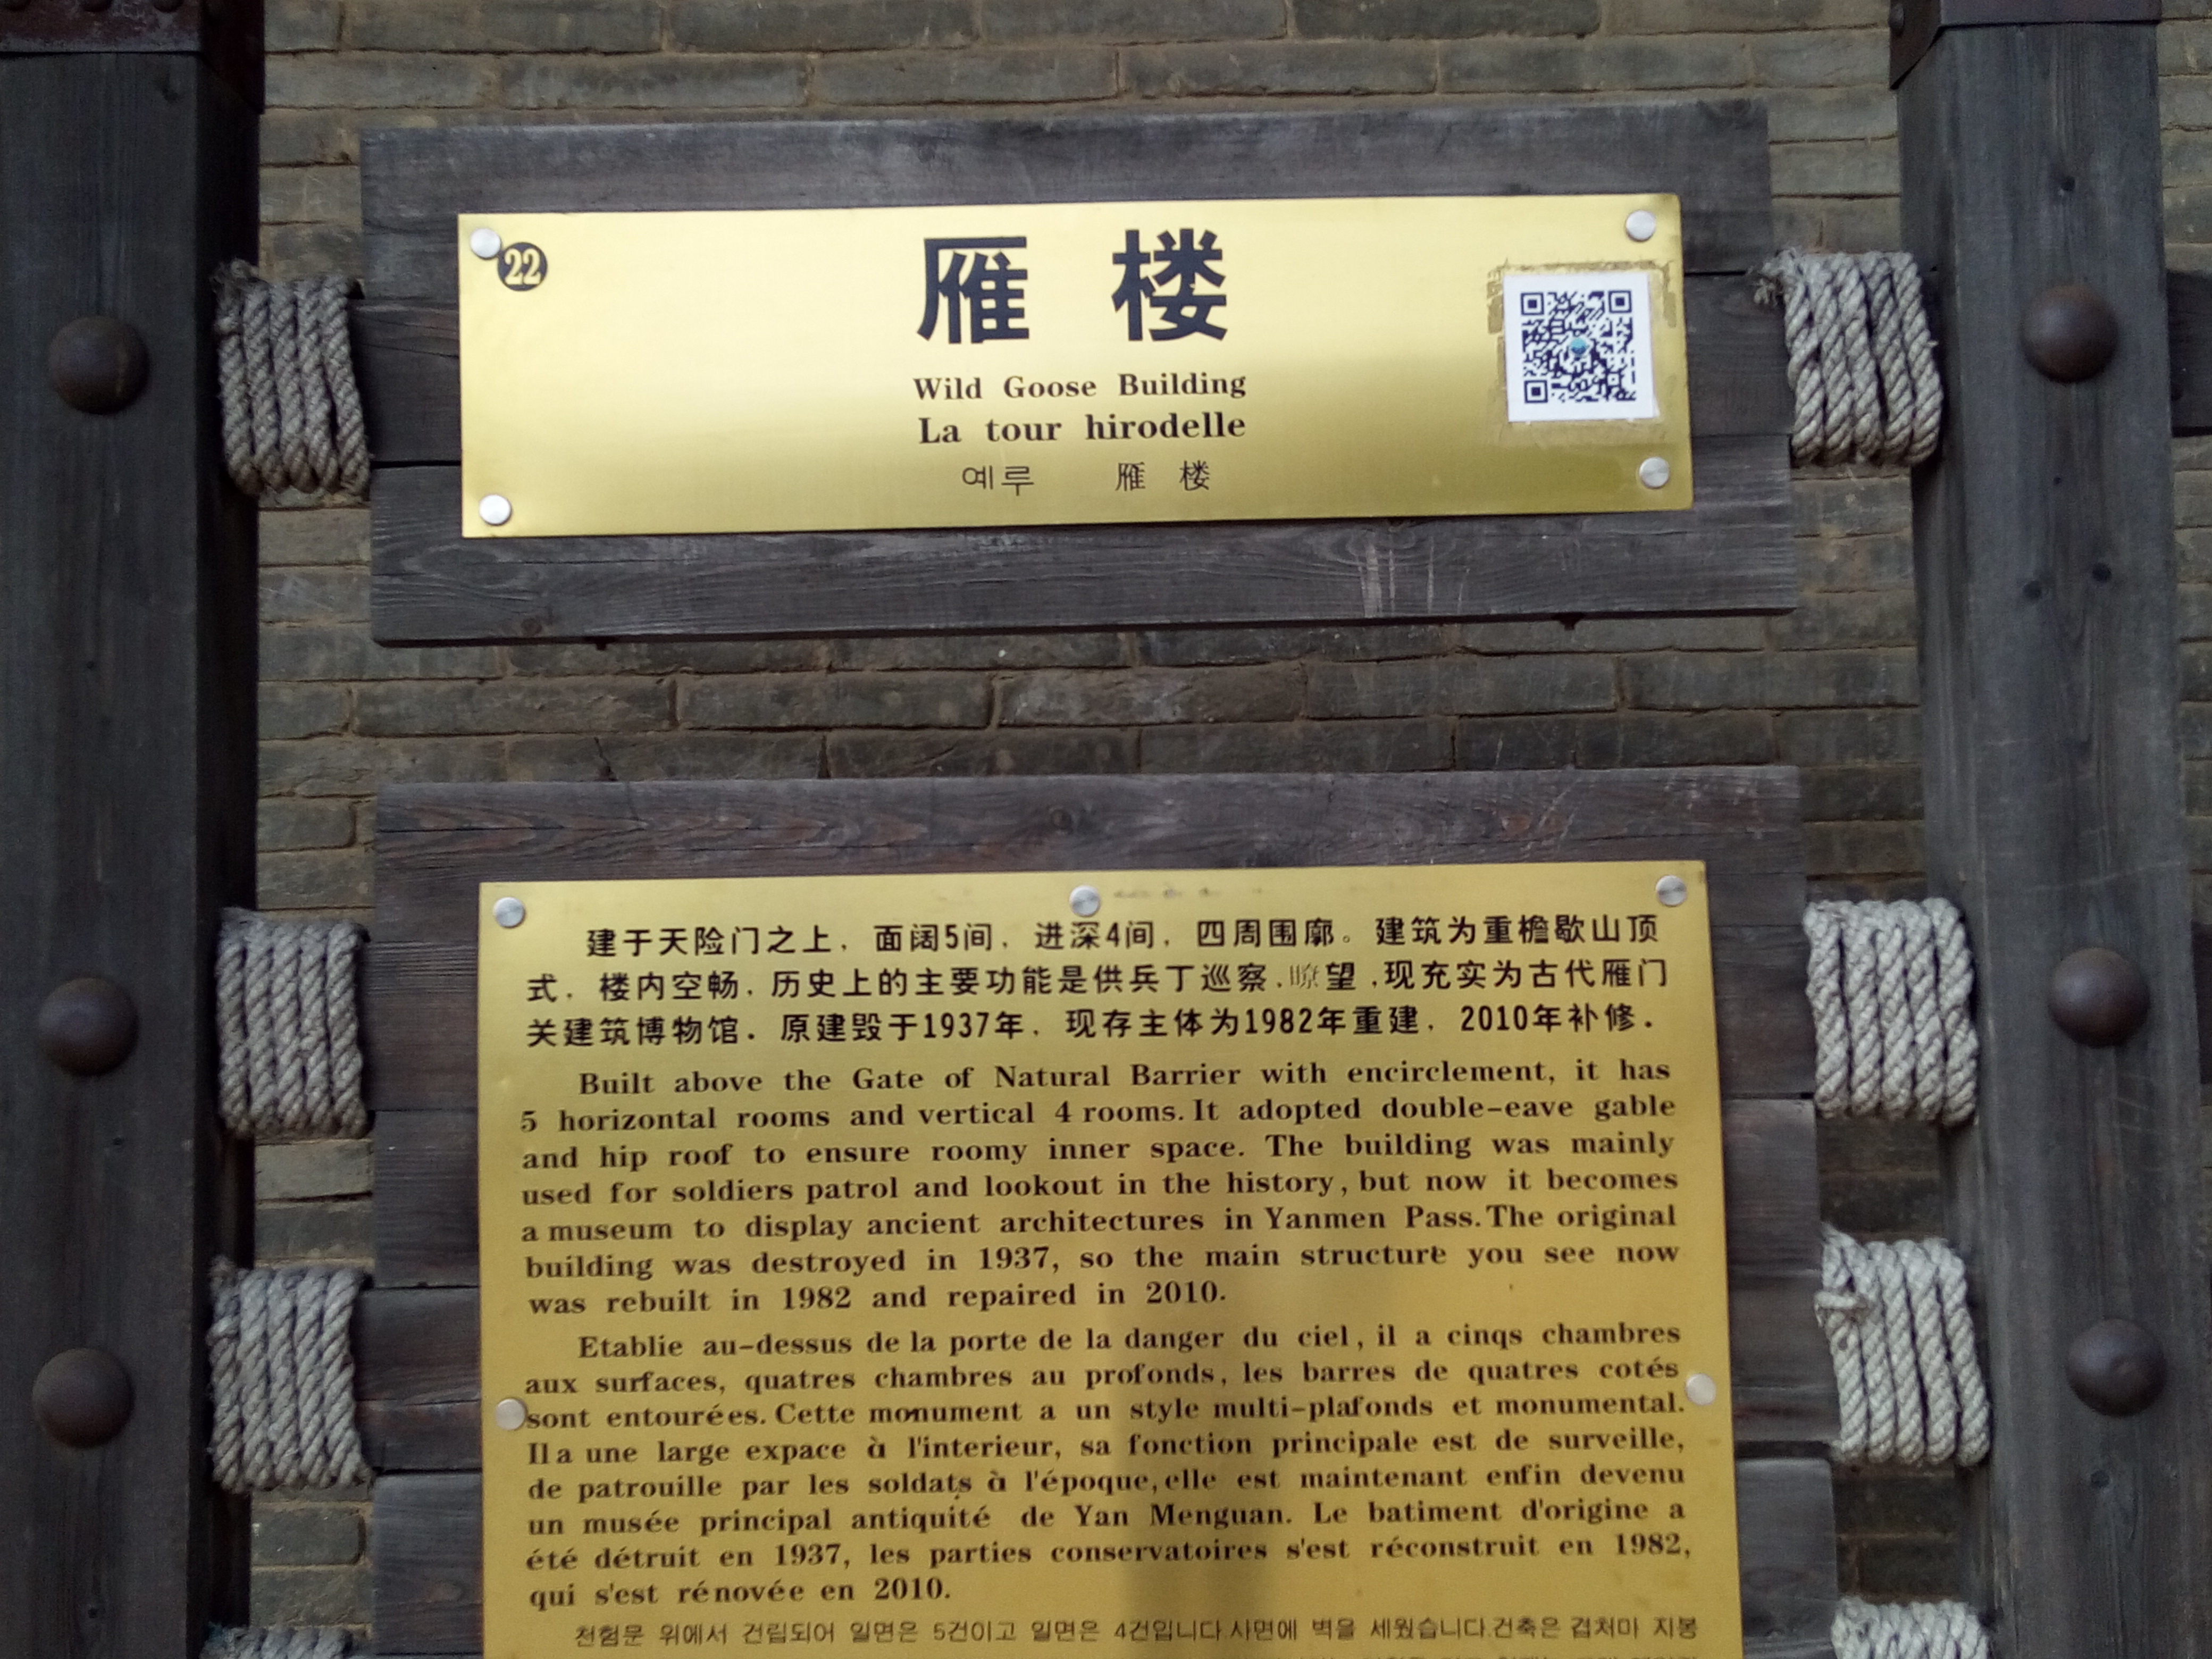 22
雁 楼
Wild Goose Building
La tour hirodelle
예루 雁 楼
建于天险门之上，面阔5间，进深4间，四周围廓。建筑为重檐歇山顶
式，楼内空畅，历史上的主要功能是供兵丁巡察，瞭望，现充实为古代雁门
关建筑博物馆．原建毁于1937年，现存主体为1982年重建，2010年补修．
Built above the Gate of Natural Barrier with encirclement, it has
5 horizontal rooms and vertical 4 rooms. It adopted double-eave gable
and hip roof to ensure roomy inner space. The building was mainly
used for soldiers patrol and lookout in the history, but now it becomes
a museum to display ancient architectures in Yanmen Pass. The original
building was destroyed in 1937, so the main structure you see now
was rebuilt in 1982 and repaired in 2010.
Etablie au-dessus de la porte de la danger du ciel, il a cinqs chambres
aux surfaces, quatres chambres au profonds, les barres de quatres cotés
sont entourées. Cette monument a un style multi-plafonds et monumental.
Il a une large expace à l'interieur, sa fonction principale est de surveille,
de patrouille par les soldats à l'époque, elle est maintenant enfin devenu
un musée principal antiquité de Yan Menguan. Le batiment d'origine a
été détruit en 1937, les parties conservatoires s'est réconstruit en 1982,
qui s'est rénovée en 2010.
천험문 위에서 건립되어 일면은 5건이고 일면은 4건입니다.사면에 벽을 세웠습니다.건축은 겹처마 지붕